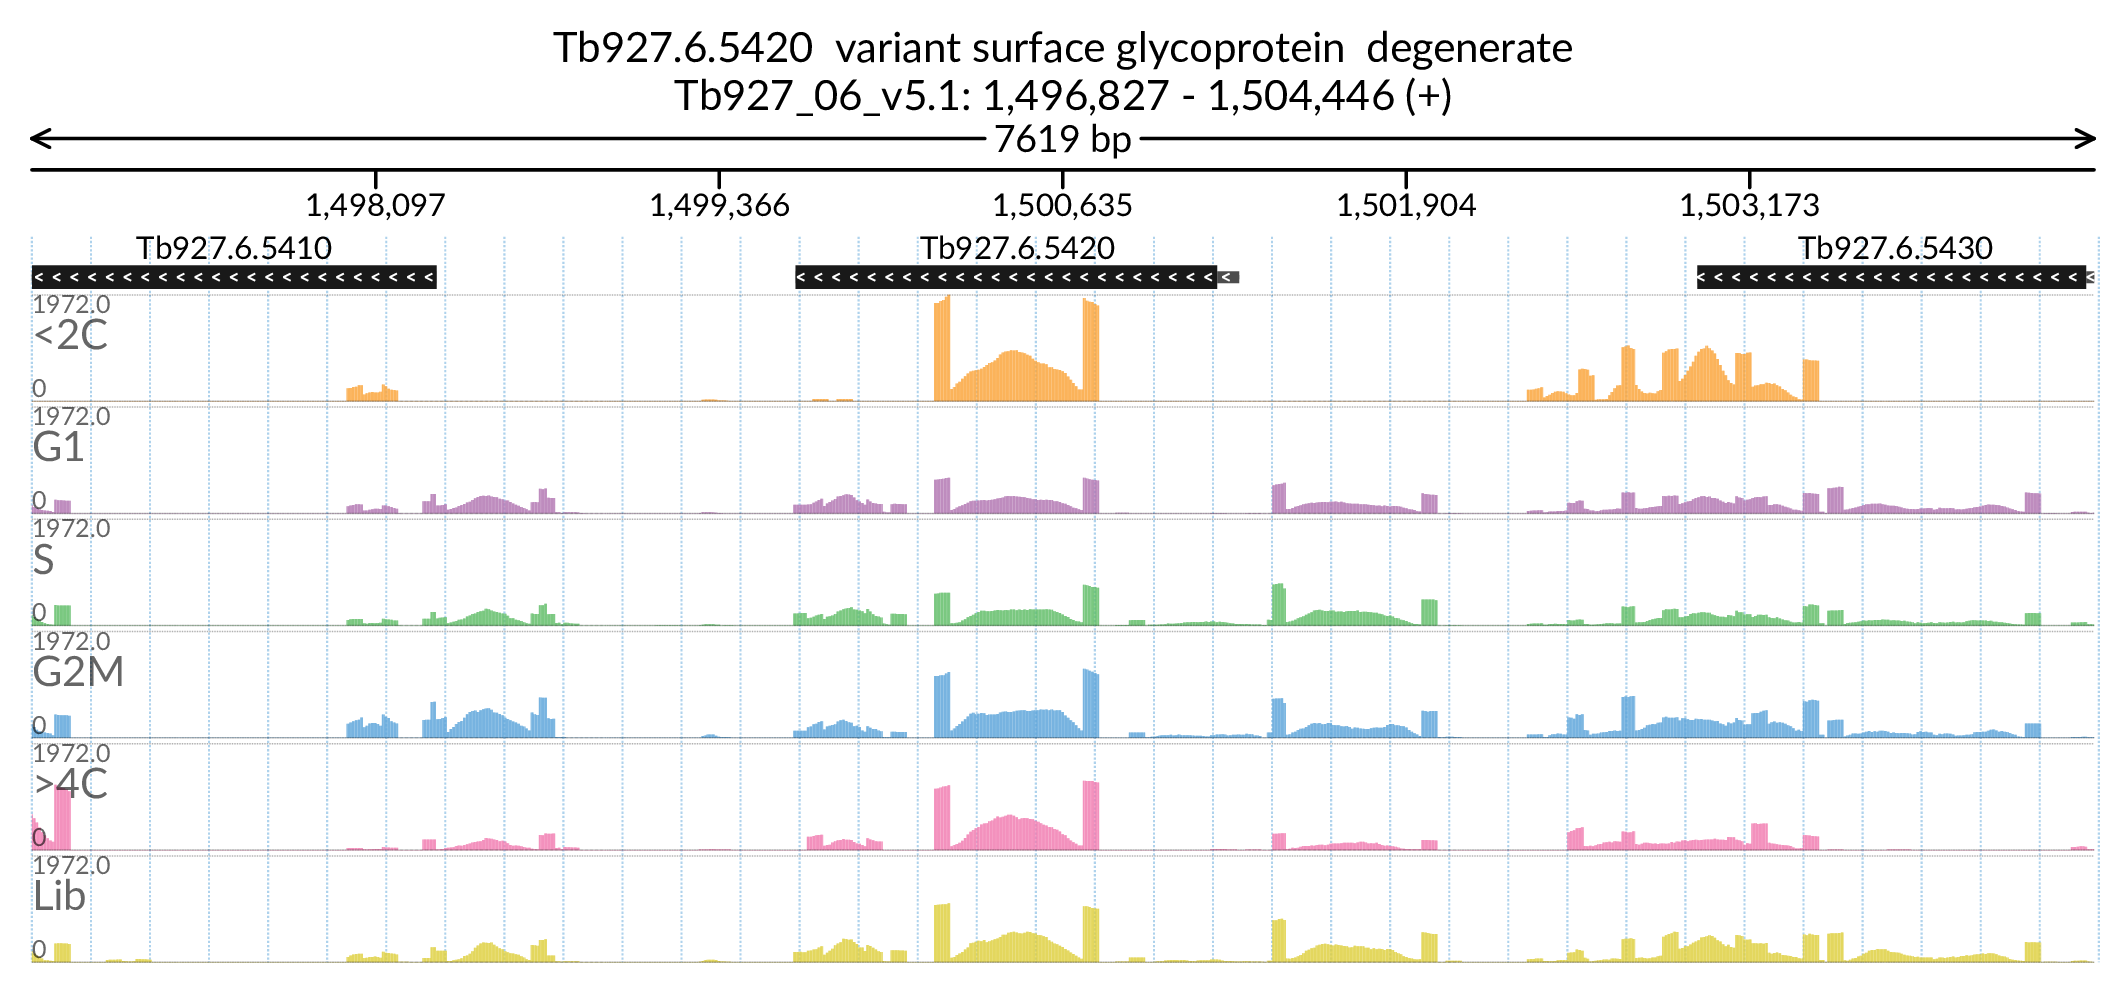 Tb927.6.5420  variant surface glycoprotein  degenerate
Tb927_06_v5.1: 1,496,827 - 1,504,446 (+)
7619 bp
1,498,097 1,499,366 1,500,635 1,501,904 1,503,173
Tb927.6.5410 Tb927.6.5420 Tb927.6.5430
1972.0
<2C
0
1972.0
G1
0
1972.0
S
0
1972.0
G2M
0
1972.0
>4C
0
1972.0
Lib
0